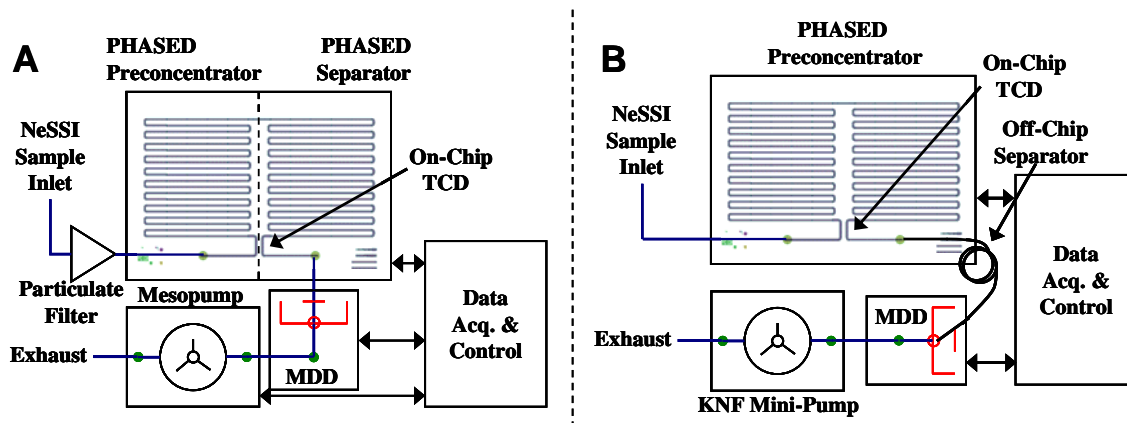 A
PHASED
Preconcentrator
PHASED
Separator
NeSSI
Sample
Inlet
On-Chip
TCD
Particulate
Filter
Mesopump
Exhaust
MDD
Data
Acq. &
Control
B
PHASED
Preconcentrator
On-Chip
TCD
NeSSI
Sample
Inlet
Off-Chip
Separator
Data
Acq. &
Control
MDD
Exhaust
KNF Mini-Pump